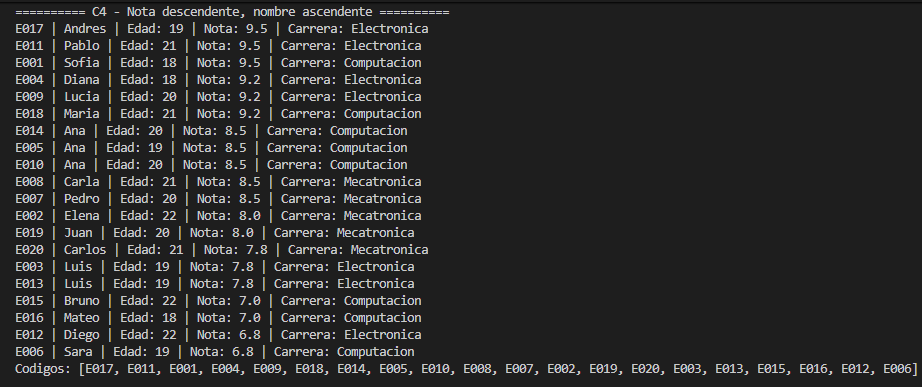 ========== C4 - Nota descendente, nombre ascendente ==========
E017 | Andres | Edad: 19 | Nota: 9.5 | Carrera: Electronica
E011 | Pablo | Edad: 21 | Nota: 9.5 | Carrera: Electronica
E001 | Sofia | Edad: 18 | Nota: 9.5 | Carrera: Computacion
E004 | Diana | Edad: 18 | Nota: 9.2 | Carrera: Electronica
E009 | Lucia | Edad: 20 | Nota: 9.2 | Carrera: Electronica
E018 | Maria | Edad: 21 | Nota: 9.2 | Carrera: Computacion
E014 | Ana | Edad: 20 | Nota: 8.5 | Carrera: Computacion
E005 | Ana | Edad: 19 | Nota: 8.5 | Carrera: Computacion
E010 | Ana | Edad: 20 | Nota: 8.5 | Carrera: Computacion
E008 | Carla | Edad: 21 | Nota: 8.5 | Carrera: Mecatronica
E007 | Pedro | Edad: 20 | Nota: 8.5 | Carrera: Mecatronica
E002 | Elena | Edad: 22 | Nota: 8.0 | Carrera: Mecatronica
E019 | Juan | Edad: 20 | Nota: 8.0 | Carrera: Mecatronica
E020 | Carlos | Edad: 21 | Nota: 7.8 | Carrera: Mecatronica
E003 | Luis | Edad: 19 | Nota: 7.8 | Carrera: Electronica
E013 | Luis | Edad: 19 | Nota: 7.8 | Carrera: Electronica
E015 | Bruno | Edad: 22 | Nota: 7.0 | Carrera: Computacion
E016 | Mateo | Edad: 18 | Nota: 7.0 | Carrera: Computacion
E012 | Diego | Edad: 22 | Nota: 6.8 | Carrera: Electronica
E006 | Sara | Edad: 19 | Nota: 6.8 | Carrera: Computacion
Codigos: [E017, E011, E001, E004, E009, E018, E014, E005, E010, E008, E007, E002, E019, E020, E003, E013, E015, E016, E012, E006]